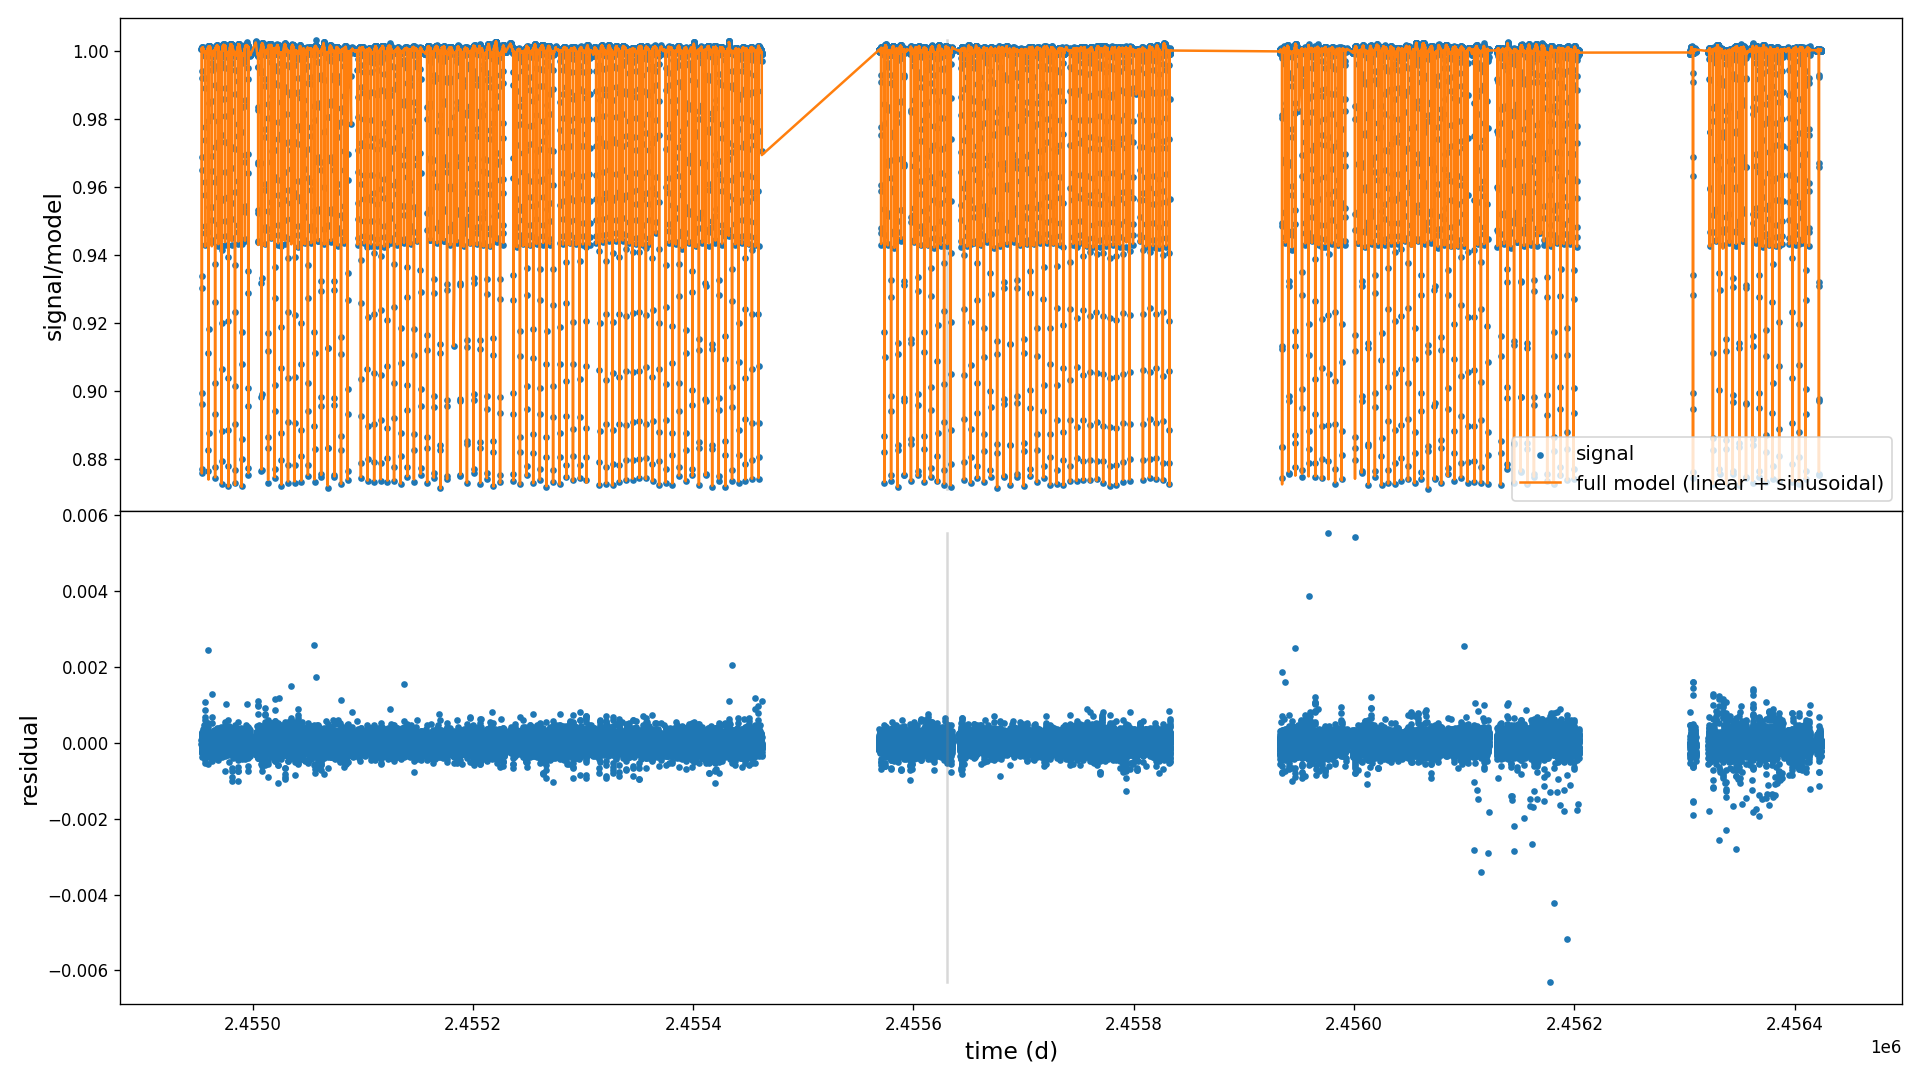 signal/model
1.00
0.98
0.96
0.94
0.92
0.90
0.88
signal
full model (linear + sinusoidal)
residual
0.006
0.004
0.002
0.000
−0.002
−0.004
−0.006
2.4550 2.4552 2.4554 2.4556 2.4558 2.4560 2.4562 2.4564
1e6
time (d)